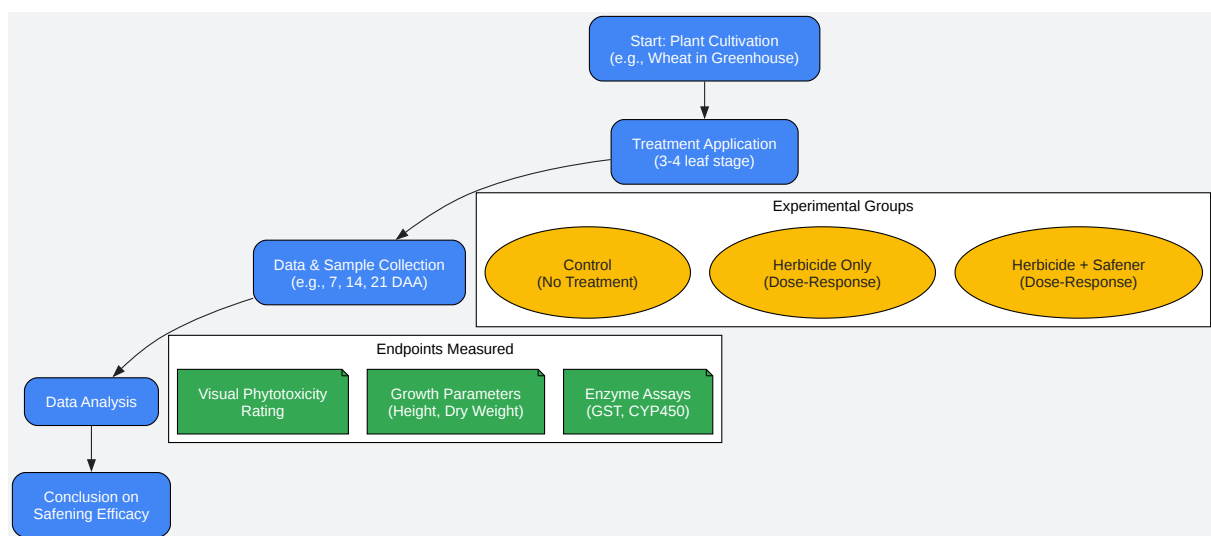 Start: Plant Cultivation
(e.g., Wheat in Greenhouse)
Treatment Application
(3-4 leaf stage)
Experimental Groups
Control
(No Treatment)
Herbicide Only
(Dose-Response)
Herbicide + Safener
(Dose-Response)
Data & Sample Collection
(e.g., 7, 14, 21 DAA)
Endpoints Measured
Visual Phytotoxicity
Rating
Growth Parameters
(Height, Dry Weight)
Enzyme Assays
(GST, CYP450)
Data Analysis
Conclusion on
Safening Efficacy